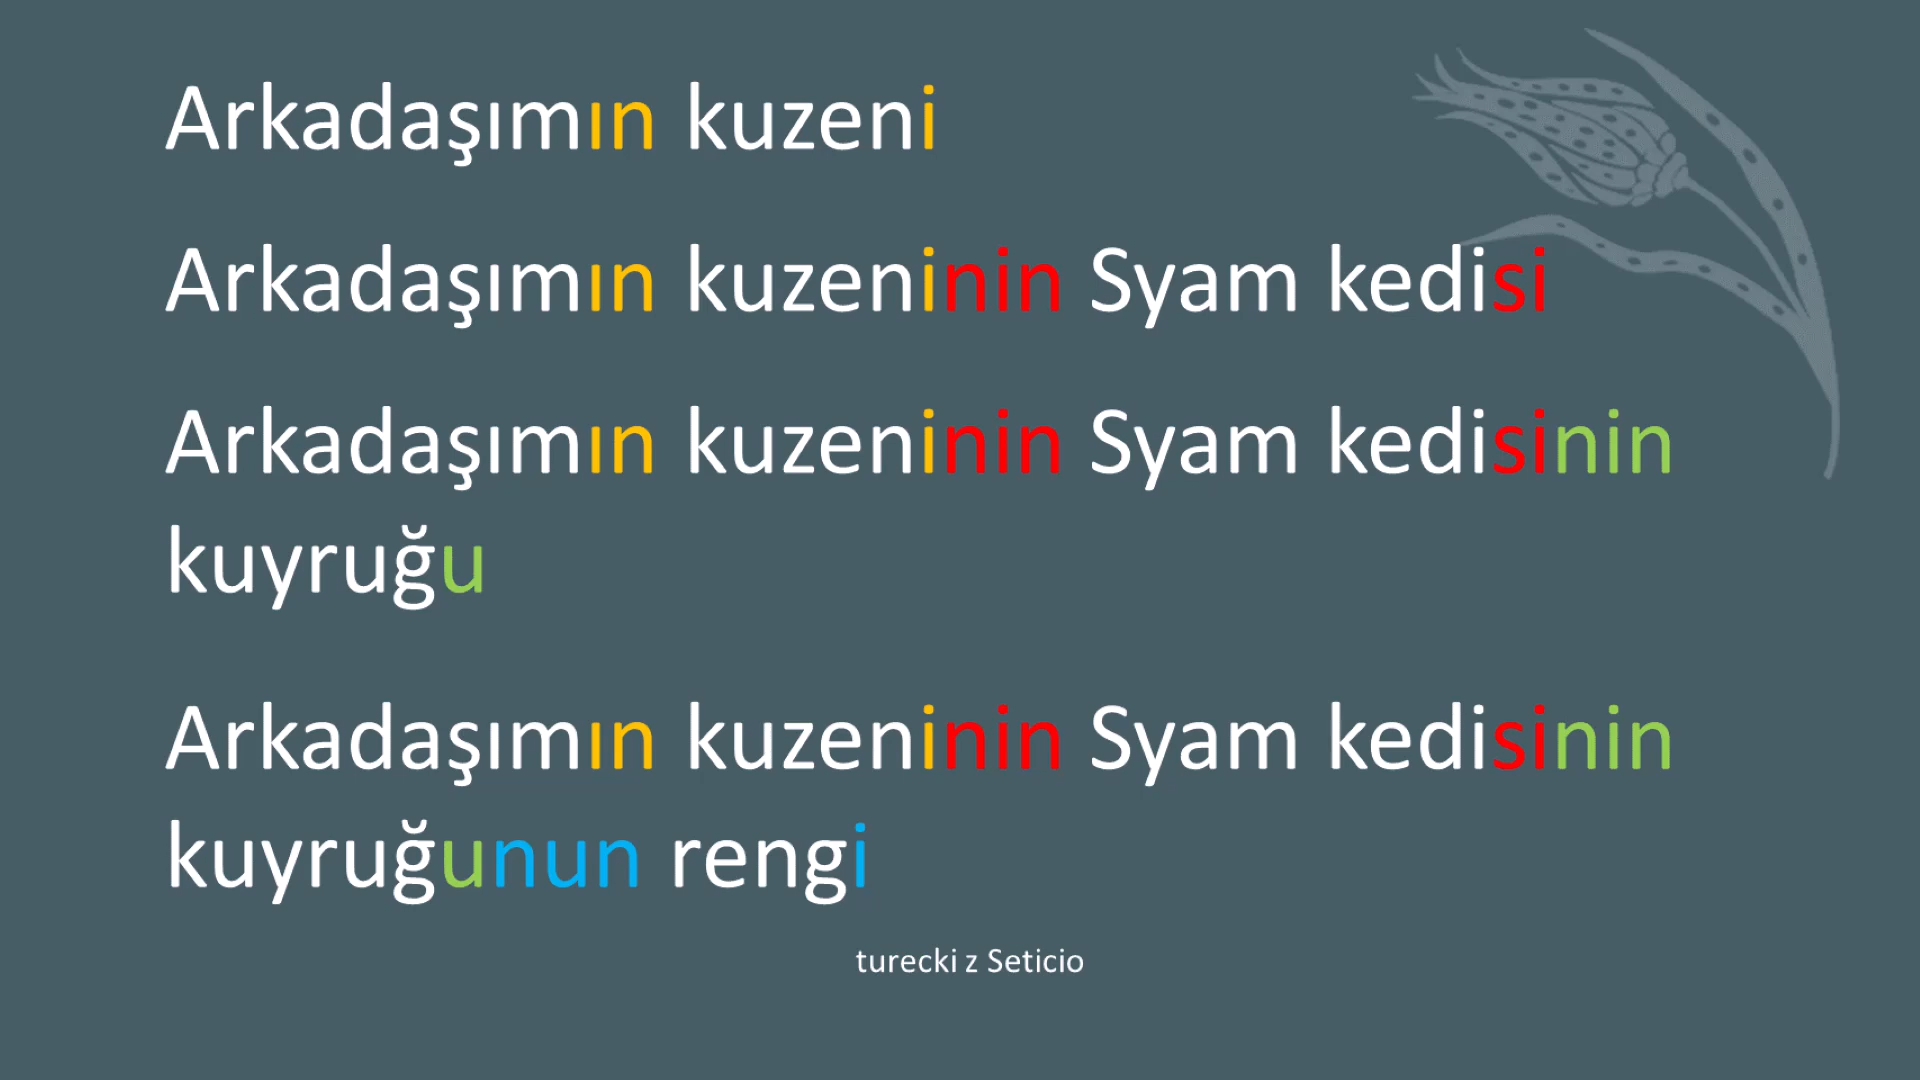 Arkadaşımın kuzeni
Arkadaşımın kuzeninin Syam kedisi
Arkadaşımın kuzeninin Syam kedisinin
kuyruğu
Arkadaşımın kuzeninin Syam kedisinin
kuyruğunun rengi
turecki z Seticio